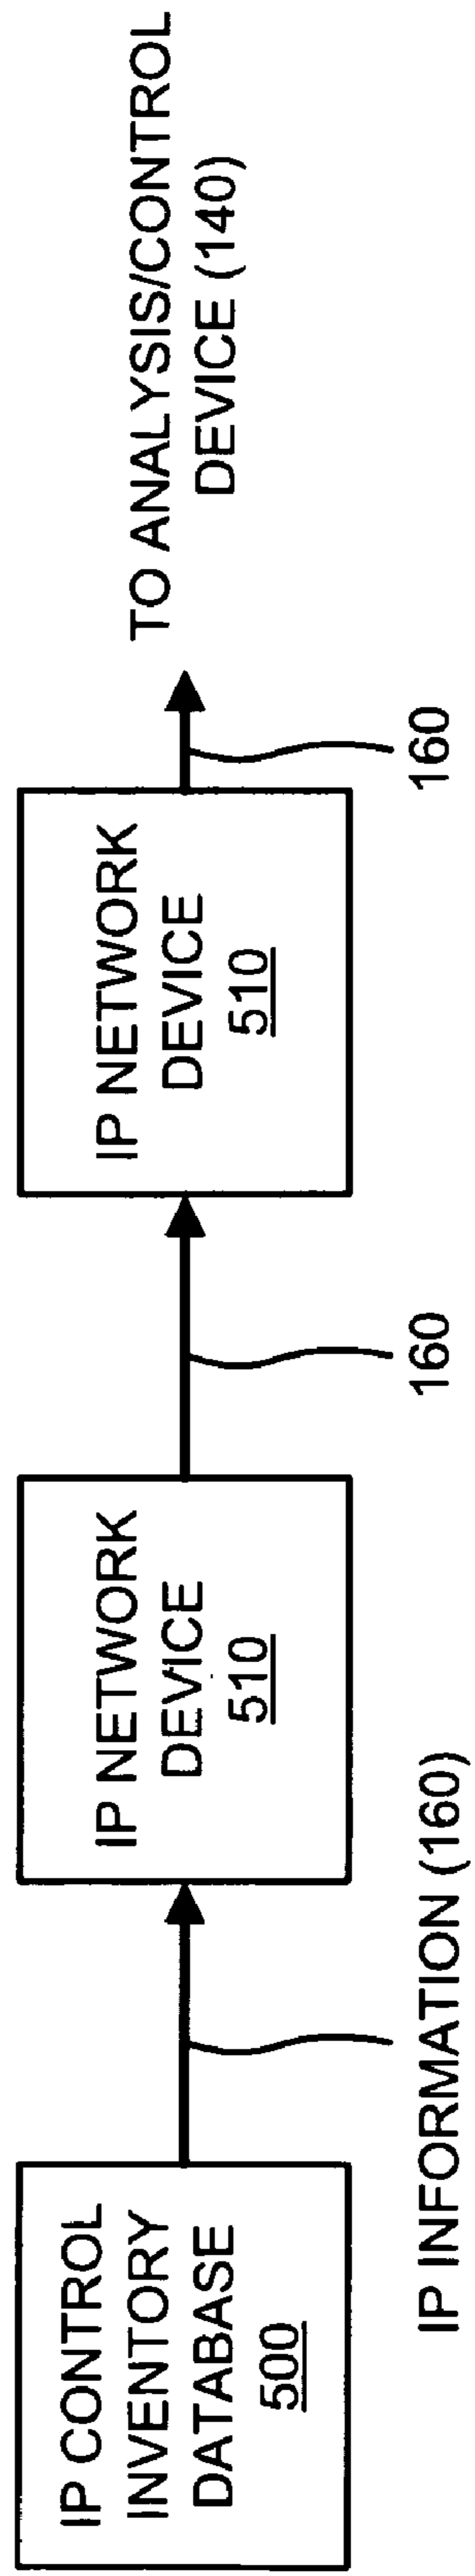 IP CONTROL
INVENTORY
DATABASE
500
IP INFORMATION (160)
IP NETWORK
DEVICE
510
160
IP NETWORK
DEVICE
510
160
TO ANALYSIS/CONTROL
DEVICE (140)